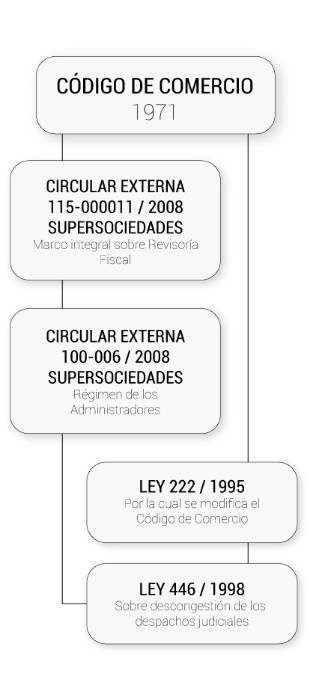 CÓDIGO DE COMERCIO
1971
CIRCULAR EXTERNA
115-000011 / 2008
SUPERSOCIEDADES
Marco integral sobre Revisoría
Fiscal
CIRCULAR EXTERNA
100-006 / 2008
SUPERSOCIEDADES
Régimen de los
Administradores
LEY 222 / 1995
Por la cual se modifica el
Código de Comercio
LEY 446 / 1998
Sobre descongestión de los
despachos judiciales